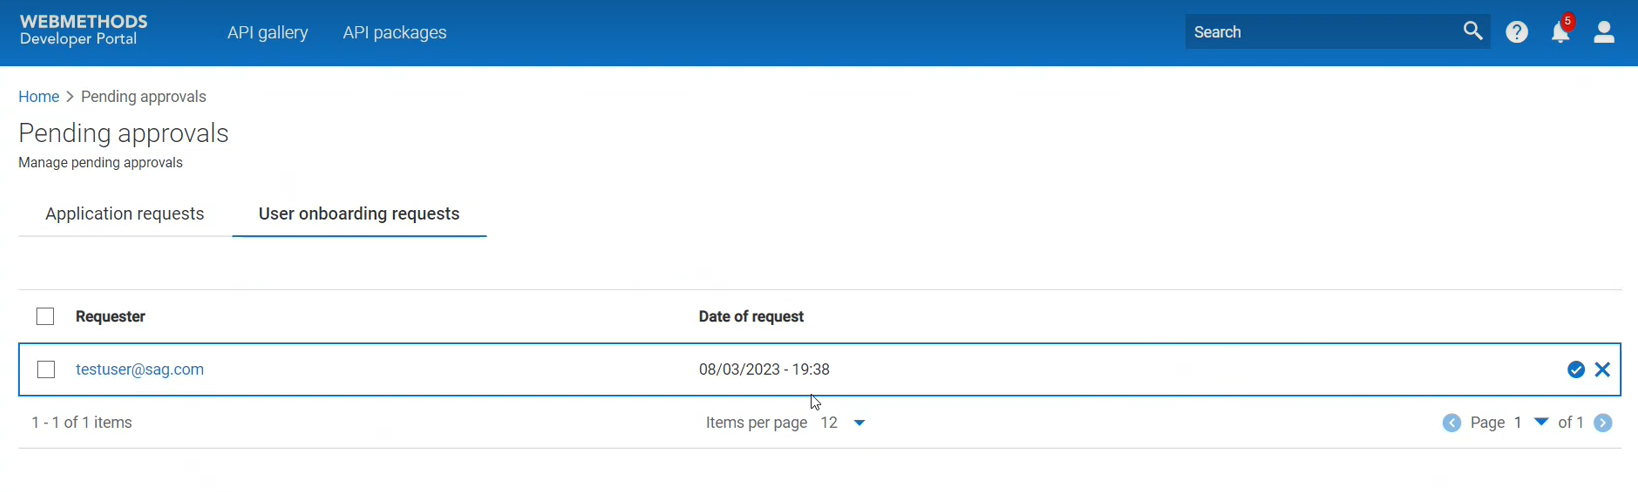 WEBMETHODS
Developer Portal
API gallery
API packages
Search
5
Home > Pending approvals
Pending approvals
Manage pending approvals
Application requests
User onboarding requests
Requester
Date of request
testuser@sag.com
08/03/2023 - 19:38
1 - 1 of 1 items
Items per page 12
Page 1 of 1